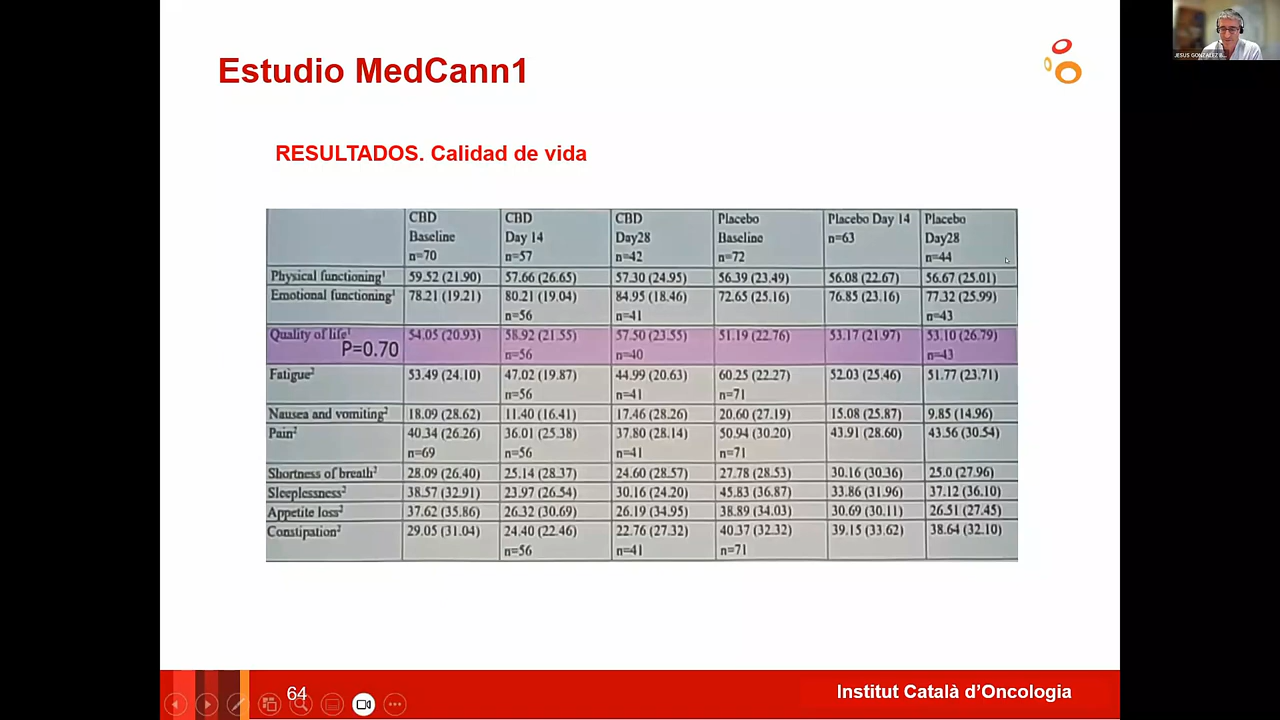 Estudio MedCann1
JESUS GONZALEZ B...
RESULTADOS. Calidad de vida
CBD Baseline n=70 CBD Day 14 n=57 CBD Day28 n=42 Placebo Baseline n=72 Placebo Day 14 n=63 Placebo Day28 n=44
Physical functioning¹ 59.52 (21.90) 57.66 (26.65) 57.30 (24.95) 56.39 (23.49) 56.08 (22.67) 56.67 (25.01)
Emotional functioning¹ 78.21 (19.21) 80.21 (19.04) 84.95 (18.46) 72.65 (25.16) 76.85 (23.16) 77.32 (25.99)
n=56 n=41 n=43
Quality of life¹ 54.05 (20.93) 58.92 (21.55) 57.50 (23.55) 51.19 (22.76) 53.17 (21.97) 53.10 (26.79)
P=0.70 n=56 n=40 n=43
Fatigue² 53.49 (24.10) 47.02 (19.87) 44.99 (20.63) 60.25 (22.27) 52.03 (25.46) 51.77 (23.71)
n=56 n=41 n=71
Nausea and vomiting² 18.09 (28.62) 11.40 (16.41) 17.46 (28.26) 20.60 (27.19) 15.08 (25.87) 9.85 (14.96)
Pain² 40.34 (26.26) 36.01 (25.38) 37.80 (28.14) 50.94 (30.20) 43.91 (28.60) 43.56 (30.54)
n=69 n=56 n=41 n=71
Shortness of breath² 28.09 (26.40) 25.14 (28.37) 24.60 (28.57) 27.78 (28.53) 30.16 (30.36) 25.0 (27.96)
Sleeplessness² 38.57 (32.91) 23.97 (26.54) 30.16 (24.20) 45.83 (36.87) 33.86 (31.96) 37.12 (36.10)
Appetite loss² 37.62 (35.86) 26.32 (30.69) 26.19 (34.95) 38.89 (34.03) 30.69 (30.11) 26.51 (27.45)
Constipation² 29.05 (31.04) 24.40 (22.46) 22.76 (27.32) 40.37 (32.32) 39.15 (33.62) 38.64 (32.10)
n=56 n=41 n=71
64
Institut Català d'Oncologia